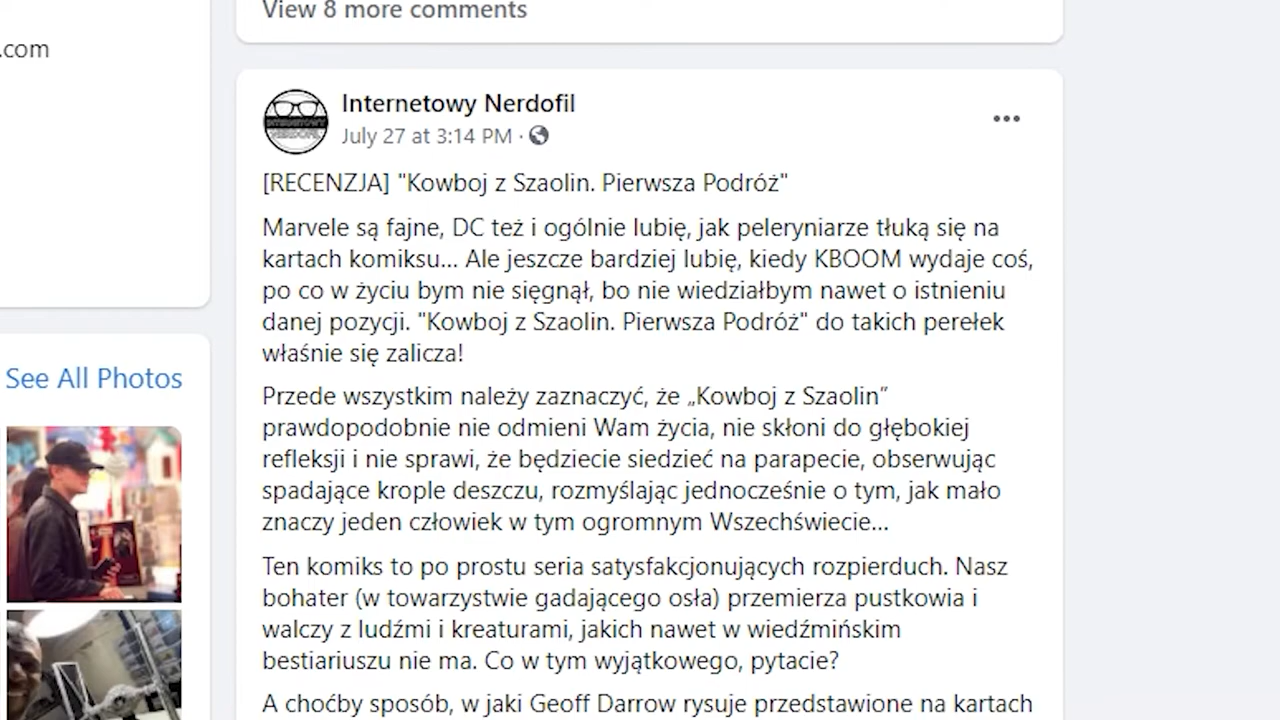 View 8 more comments
.com
Internetowy Nerdofil
July 27 at 3:14 PM ·
[RECENZJA] "Kowboj z Szaolin. Pierwsza Podróż"
Marvele są fajne, DC też i ogólnie lubię, jak peleryniarze tłuką się na
kartach komiksu... Ale jeszcze bardziej lubię, kiedy KBOOM wydaje coś,
po co w życiu bym nie sięgnął, bo nie wiedziałbym nawet o istnieniu
danej pozycji. "Kowboj z Szaolin. Pierwsza Podróż" do takich perełek
właśnie się zalicza!
See All Photos
Przede wszystkim należy zaznaczyć, że „Kowboj z Szaolin”
prawdopodobnie nie odmieni Wam życia, nie skłoni do głębokiej
refleksji i nie sprawi, że będziecie siedzieć na parapecie, obserwując
spadające krople deszczu, rozmyślając jednocześnie o tym, jak mało
znaczy jeden człowiek w tym ogromnym Wszechświecie...
Ten komiks to po prostu seria satysfakcjonujących rozpierduch. Nasz
bohater (w towarzystwie gadającego osła) przemierza pustkowia i
walczy z ludźmi i kreaturami, jakich nawet w wiedźmińskim
bestiariuszu nie ma. Co w tym wyjątkowego, pytacie?
A choćby sposób, w jaki Geoff Darrow rysuje przedstawione na kartach